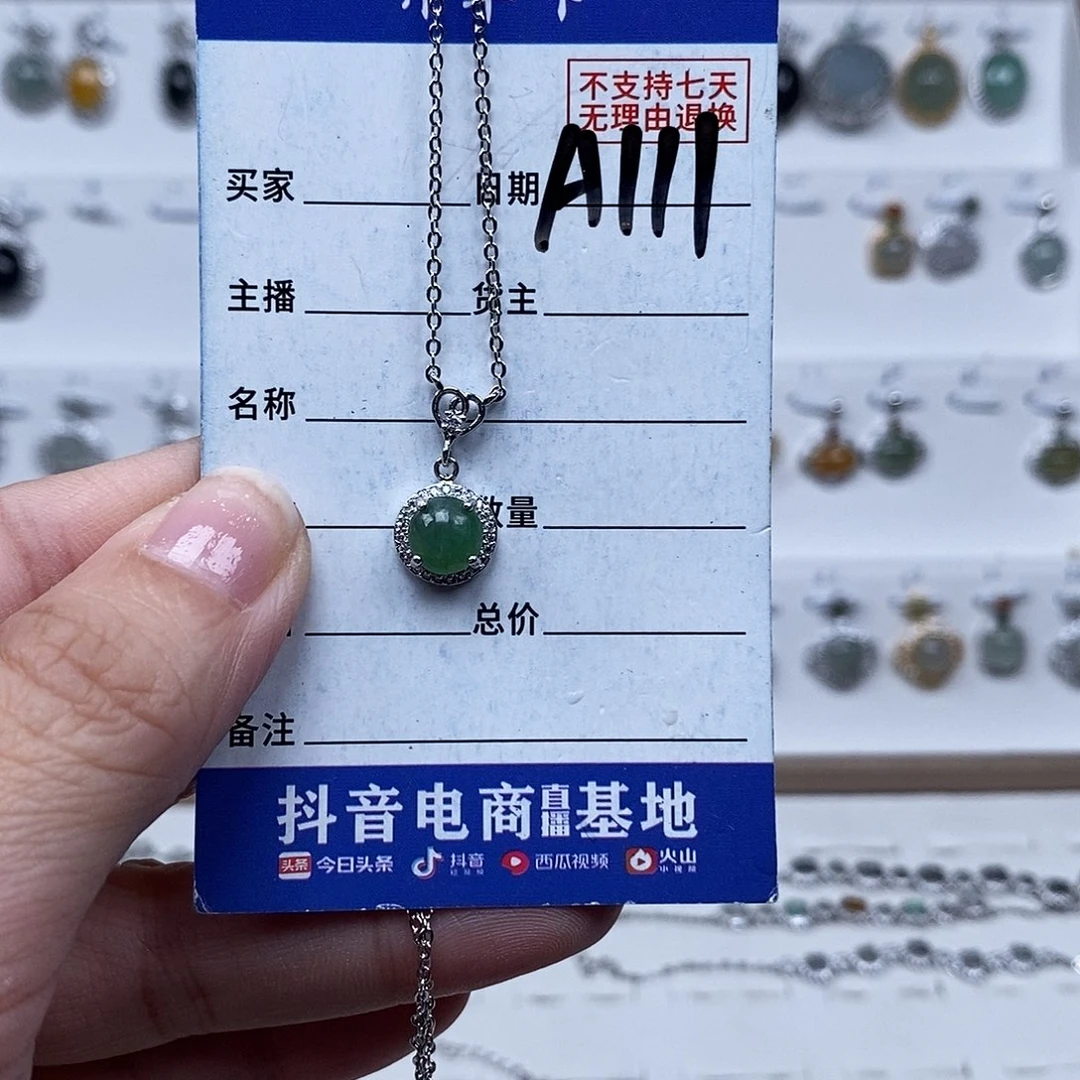 不支持七天
无理由退换
A111
买家 日期
主播 货主
名称
数量
总价
备注
抖音电商直播基地
头条 今日头条 抖音 西瓜视频 火山